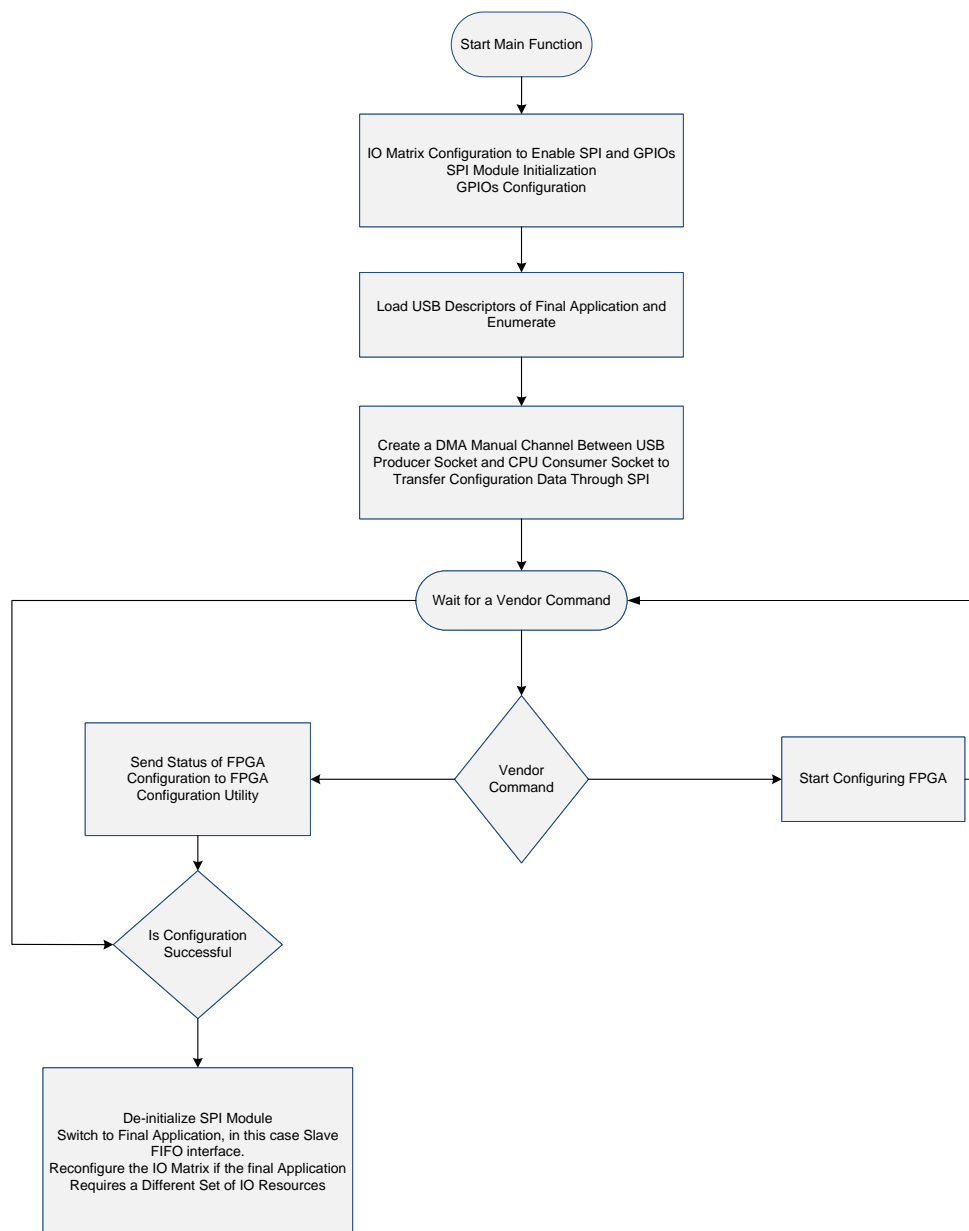 Start Main Function
IO Matrix Configuration to Enable SPI and GPIOs
SPI Module Initialization
GPIOs Configuration
Load USB Descriptors of Final Application and
Enumerate
Create a DMA Manual Channel Between USB
Producer Socket and CPU Consumer Socket to
Transfer Configuration Data Through SPI
Wait for a Vendor Command
Send Status of FPGA
Configuration to FPGA
Configuration Utility
Vendor
Command
Start Configuring FPGA
Is Configuration
Successful
De-initialize SPI Module
Switch to Final Application, in this case Slave
FIFO interface.
Reconfigure the IO Matrix if the final Application
Requires a Different Set of IO Resources